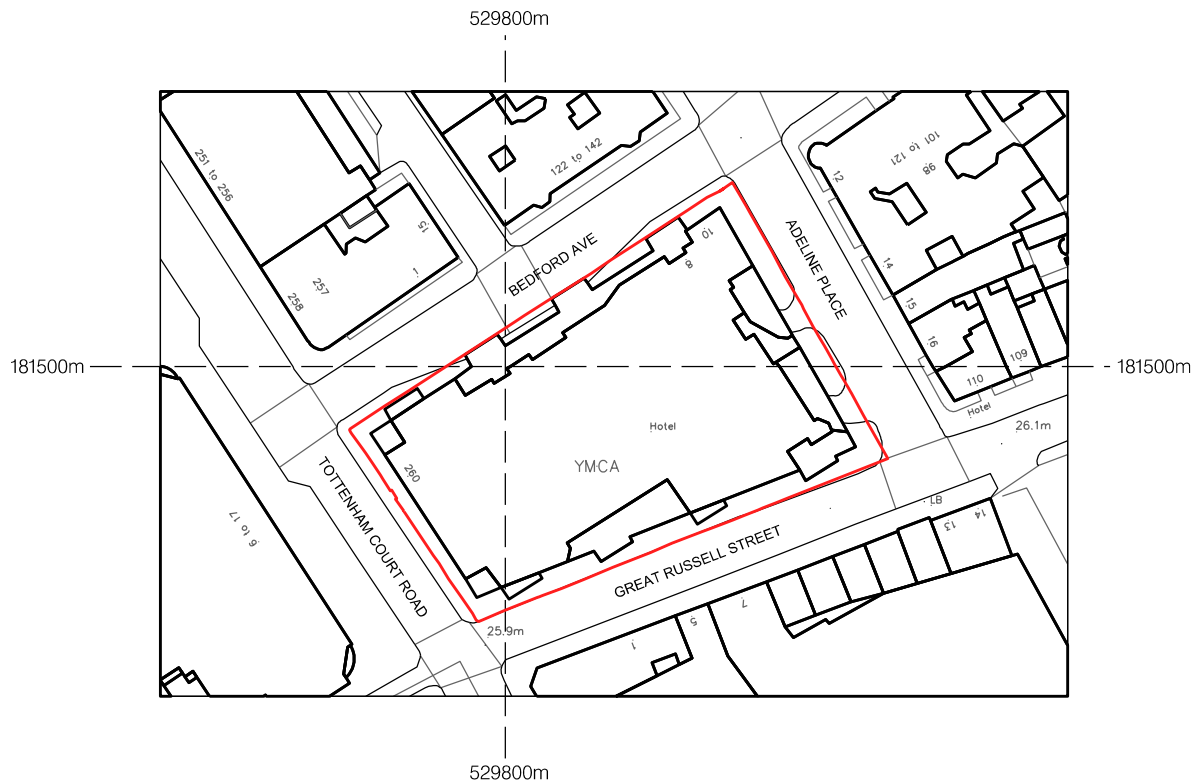 529800m
251 to 256
122 to 142
101 to 121
98
12
15
1
257
258
BEDFORD AVE
10
8
ADELINE PLACE
14
15
16
109
110
Hotel
26.1m
181500m
181500m
Hotel
YMCA
260
TOTTENHAM COURT ROAD
6 to 17
87
13
14
GREAT RUSSELL STREET
25.9m
7
5
1
529800m